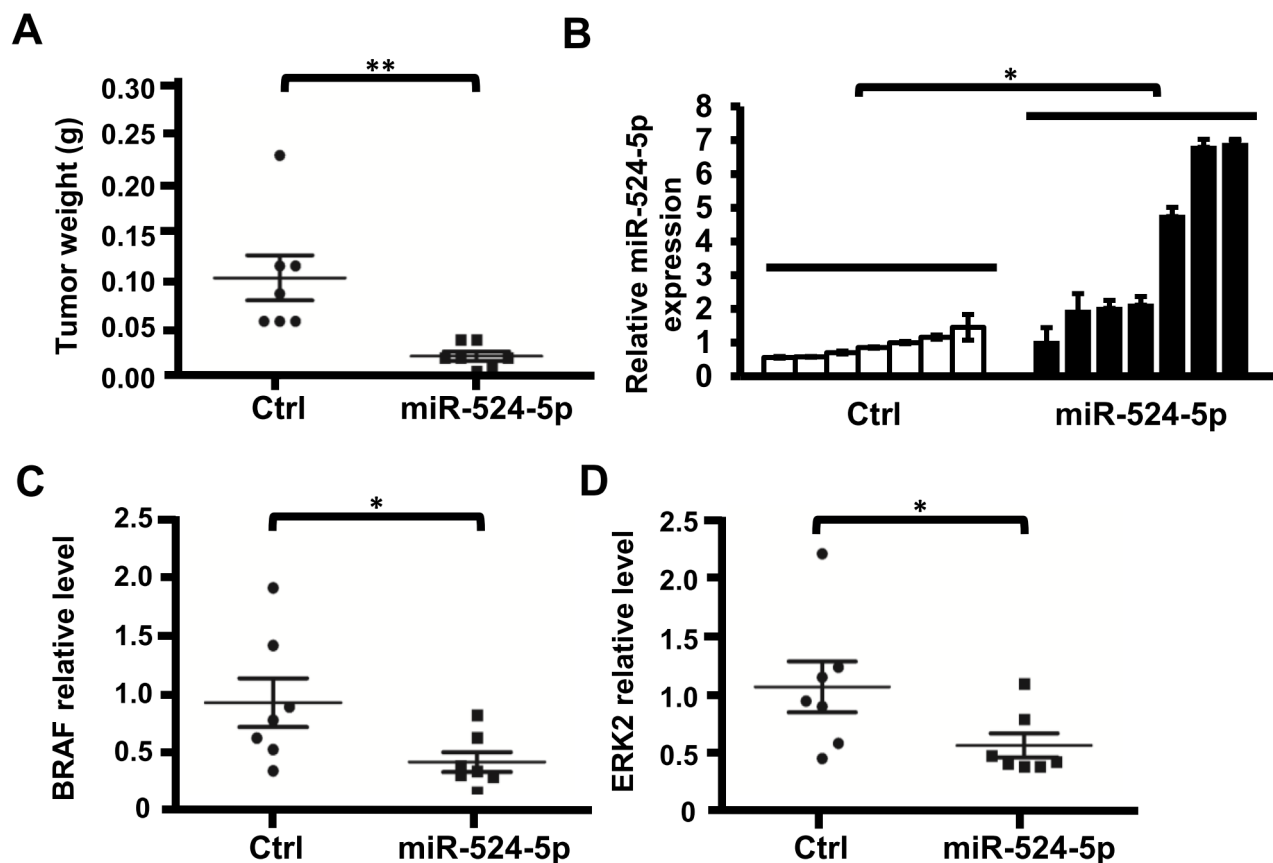 A
**
Tumor weight (g)
0.30
0.25
0.20
0.15
0.10
0.05
0.00
Ctrl
miR-524-5p
B
*
Relative miR-524-5p
expression
8
7
6
5
4
3
2
1
0
Ctrl
miR-524-5p
C
*
BRAF relative level
2.5
2.0
1.5
1.0
0.5
0
Ctrl
miR-524-5p
D
*
ERK2 relative level
2.5
2.0
1.5
1.0
0.5
0
Ctrl
miR-524-5p